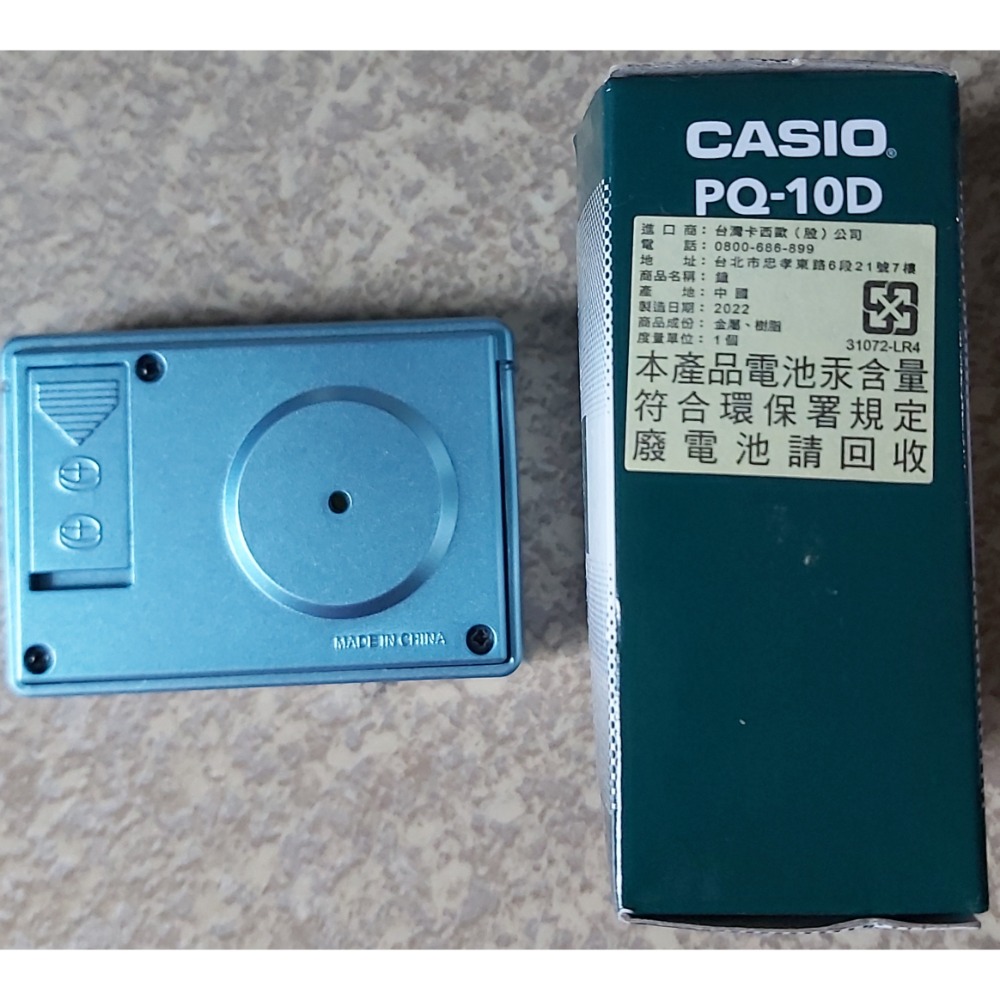 CASIO®
PQ-10D
進口商：台灣卡西歐（股）公司
電話：0800-686-899
地址：台北市忠孝東路6段21號7樓
商品名稱：鐘
產地：中國
製造日期：2022
商品成份：金屬、樹脂
度量單位：1個
31072-LR4
本產品電池汞含量
符合環保署規定
廢電池請回收
MADE IN CHINA